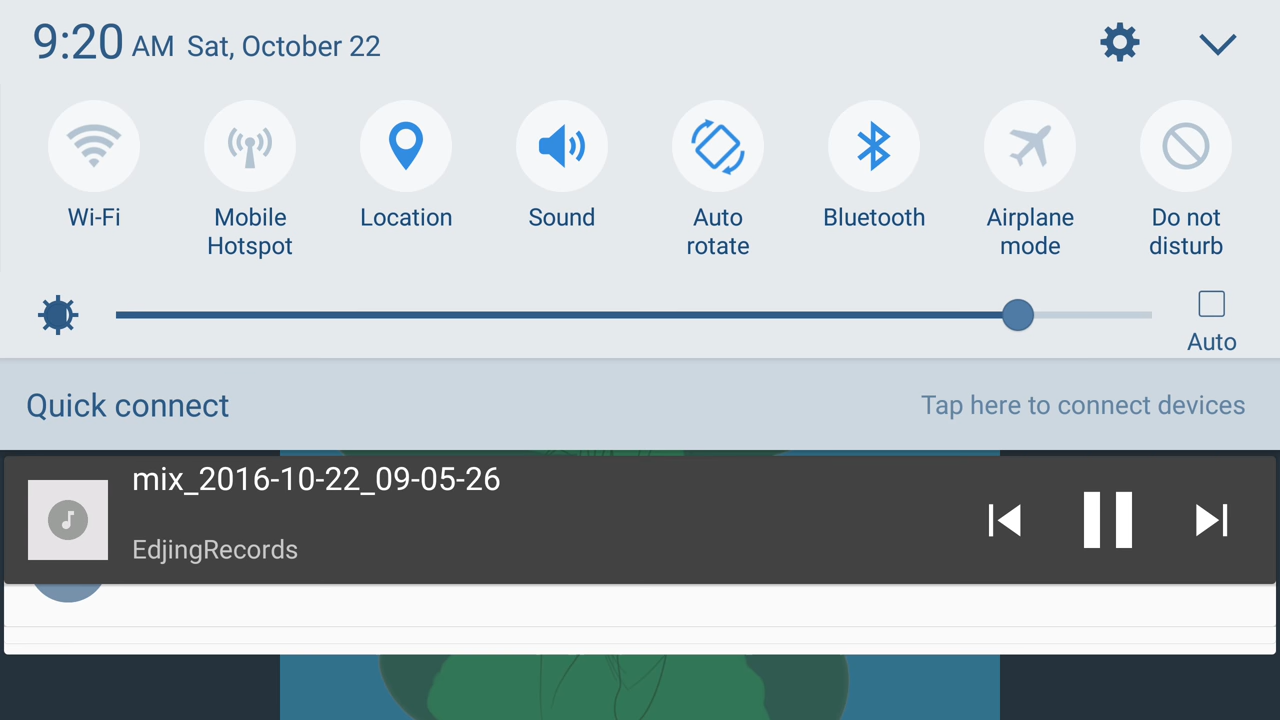 9:20 AM Sat, October 22
Wi-Fi
Mobile
Hotspot
Location
Sound
Auto
rotate
Bluetooth
Airplane
mode
Do not
disturb
Auto
Quick connect
Tap here to connect devices
mix_2016-10-22_09-05-26
EdjingRecords